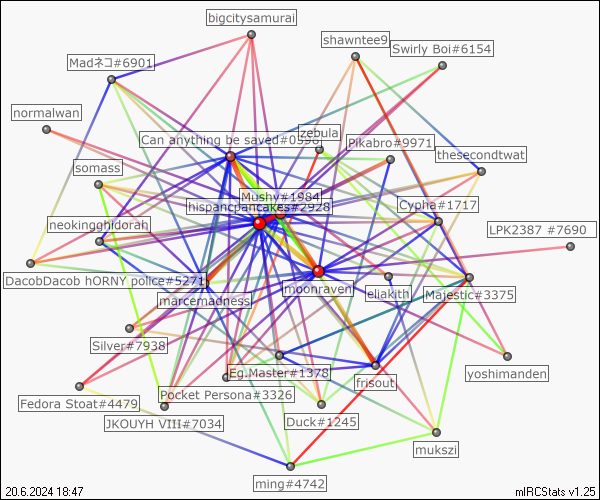 bigcitysamurai
shawntee9
Swirly Boi#6154
Madネコ#6901
normalwan
Can anything be saved#0596
zebula
Pikabro#9971
thesecondtwat
somass
Mushy#1984
hispancpancakes#2928
Cypha#1717
neokingghidorah
LPK2387 #7690
DacobDacob hORNY police#5271
moonraven
eliakith
Majestic#3375
marcemadness
Silver#7938
Eg.Master#1378
yoshimanden
frisout
Pocket Persona#3326
Fedora Stoat#4479
JKOUYH VIII#7034
Duck#1245
mukszi
ming#4742
20.6.2024 18:47
mIRCStats v1.25